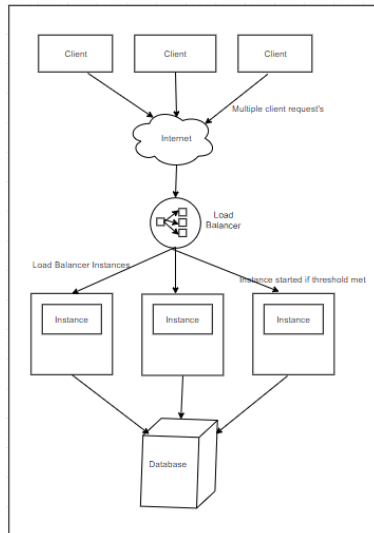 Client
Client
Client
Multiple client request's
Internet
Load
Balancer
Load Balancer Instances
Instance started if threshold met
Instance
Instance
Instance
Database